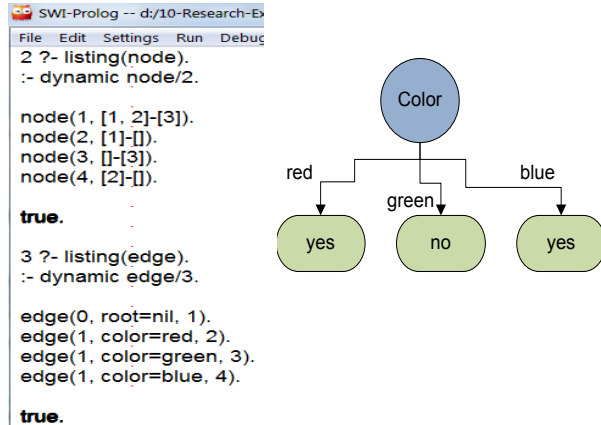 SWI-Prolog -- d:/10-Research-Ex
File Edit Settings Run Debug
2 ?- listing(node).
:- dynamic node/2.
node(1, [1, 2]-[3]).
node(2, [1]-[]).
node(3, []-[3]).
node(4, [2]-[]).
true.
3 ?- listing(edge).
:- dynamic edge/3.
edge(0, root=nil, 1).
edge(1, color=red, 2).
edge(1, color=green, 3).
edge(1, color=blue, 4).
true.
Color
red
green
blue
yes
no
yes